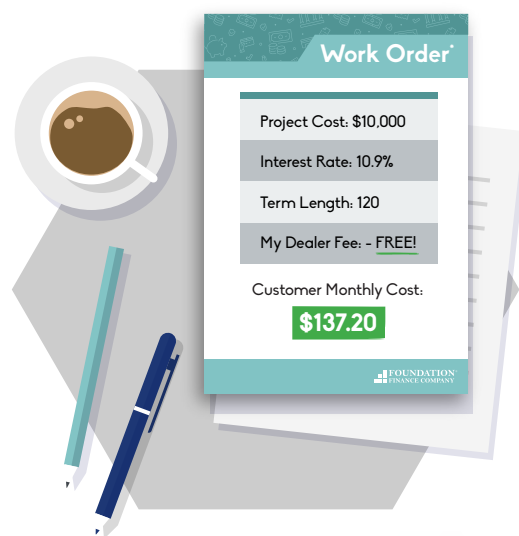 Work Order*
Project Cost: $10,000
Interest Rate: 10.9%
Term Length: 120
My Dealer Fee: - FREE!
Customer Monthly Cost:
$137.20
FOUNDATION®
FINANCE COMPANY